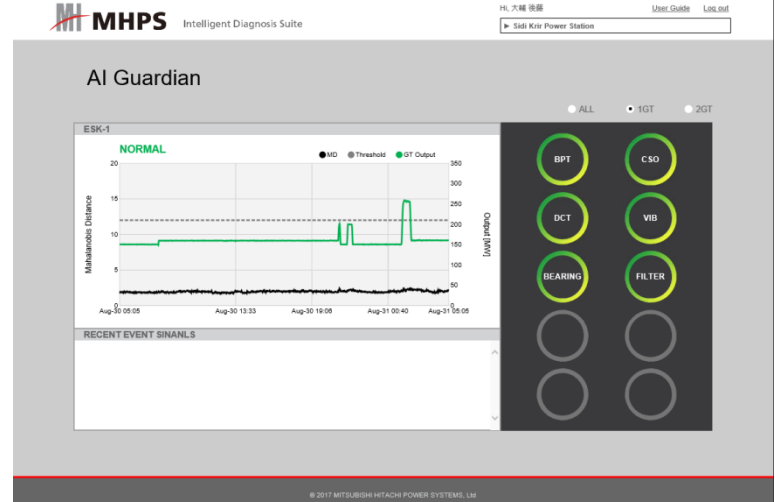 MHPS Intelligent Diagnosis Suite
Hi, 大輔 後藤 User Guide Log out
► Sidi Krir Power Station
AI Guardian
ALL 1GT 2GT
ESK-1
NORMAL
MD Threshold GT Output
20
15
10
5
0
Mahalanobis Distance
350
300
250
200
150
100
50
0
Output [MW]
Aug-30 05:05 Aug-30 13:33 Aug-30 19:06 Aug-31 00:40 Aug-31 05:05
RECENT EVENT SINANLS
BPT CSO
DCT VIB
BEARING FILTER
© 2017 MITSUBISHI HITACHI POWER SYSTEMS, Ltd